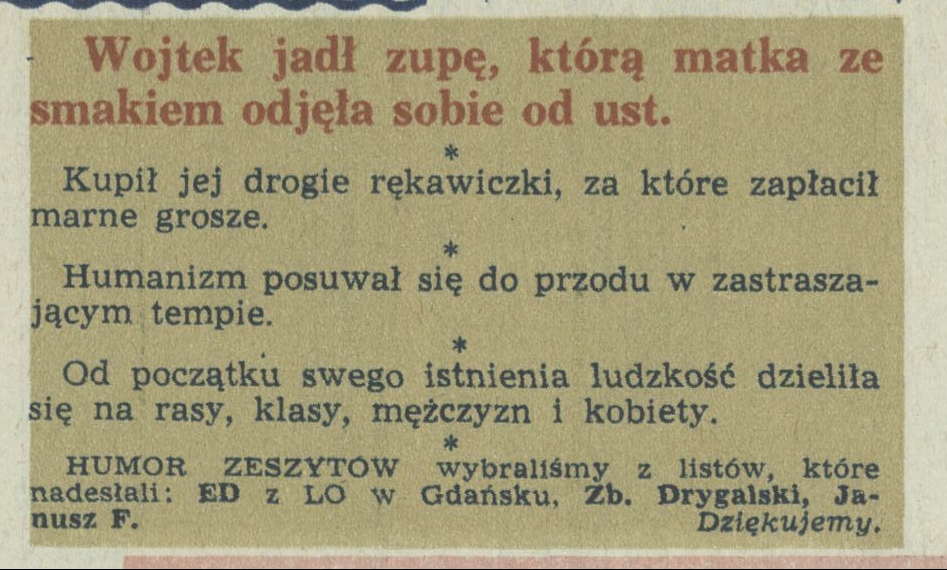 Wojtek jadł zupę, którą matka ze
smakiem odjęła sobie od ust.
*
Kupił jej drogie rękawiczki, za które zapłacił
marne grosze.
*
Humanizm posuwał się do przodu w zastrasza-
jącym tempie.
*
Od początku swego istnienia ludzkość dzieliła
się na rasy, klasy, mężczyzn i kobiety.
*
HUMOR ZESZYTÓW wybraliśmy z listów, które
nadesłali: ED z LO w Gdańsku, Zb. Drygalski, Ja-
nusz F. Dziękujemy.